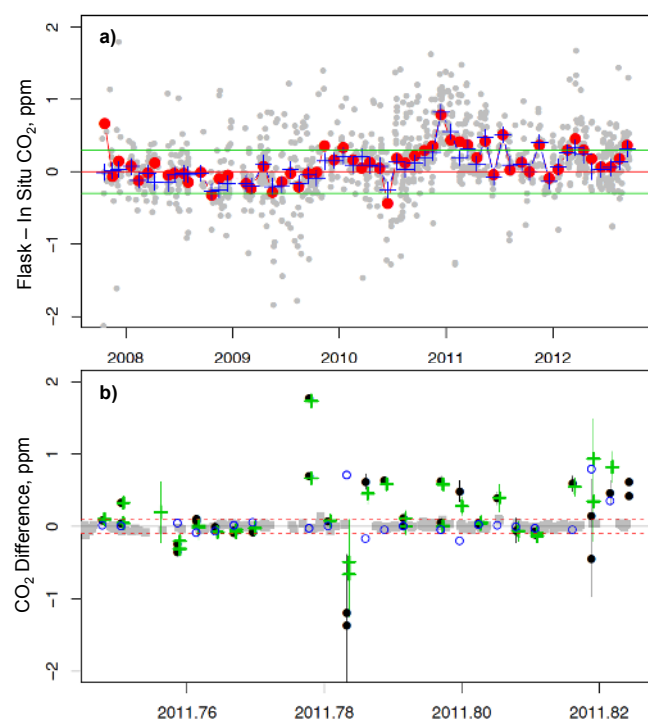 a)
Flask – In Situ CO₂, ppm
2
1
0
−1
−2
2008 2009 2010 2011 2012
b)
CO₂ Difference, ppm
2
1
0
−1
−2
2011.76 2011.78 2011.80 2011.82